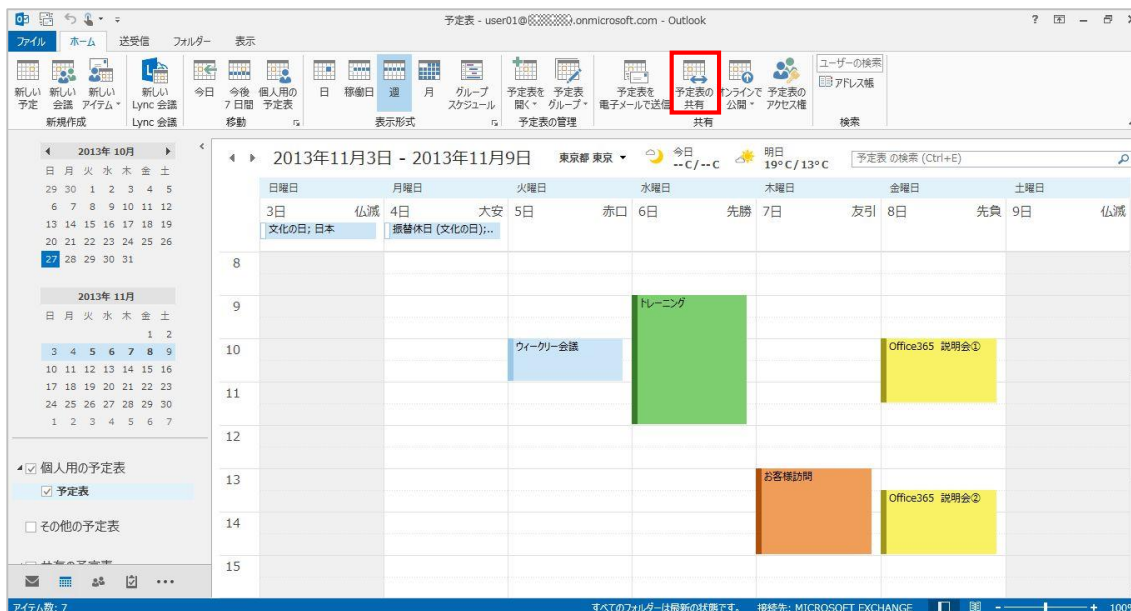 予定表 - user01@.onmicrosoft.com - Outlook
ファイル ホーム 送受信 フォルダー 表示
新しい 新しい 新しい 新しい 今日 今後 個人用の 日 稼働日 週 月 グループ 予定表を 予定表 予定表を 予定表の オンラインで 予定表の ユーザーの検索
予定 会議 アイテム Lync 会議 7 日間 予定表 スケジュール 開く グループ 電子メールで送信 共有 公開 アクセス権 アドレス帳
新規作成 Lync 会議 移動 表示形式 予定表の管理 共有 検索
2013年 10月
日 月 火 水 木 金 土
29 30 1 2 3 4 5
6 7 8 9 10 11 12
13 14 15 16 17 18 19
20 21 22 23 24 25 26
27 28 29 30 31
2013年 11月
日 月 火 水 木 金 土
1 2
3 4 5 6 7 8 9
10 11 12 13 14 15 16
17 18 19 20 21 22 23
24 25 26 27 28 29 30
1 2 3 4 5 6 7
個人用の予定表
予定表
その他の予定表
2013年11月3日 - 2013年11月9日 東京都 東京 今日 --°C/--°C 明日 19°C/13°C 予定表 の検索 (Ctrl+E)
日曜日 月曜日 火曜日 水曜日 木曜日 金曜日 土曜日
3日 仏滅 4日 大安 5日 赤口 6日 先勝 7日 友引 8日 先負 9日 仏滅
文化の日; 日本 振替休日 (文化の日);..
8
9 トレーニング
10 ウィークリー会議 Office365 説明会①
11
12
13 お客様訪問
Office365 説明会②
14
15
アイテム数: 7 すべてのフォルダーは最新の状態です。 接続先: MICROSOFT EXCHANGE 100%